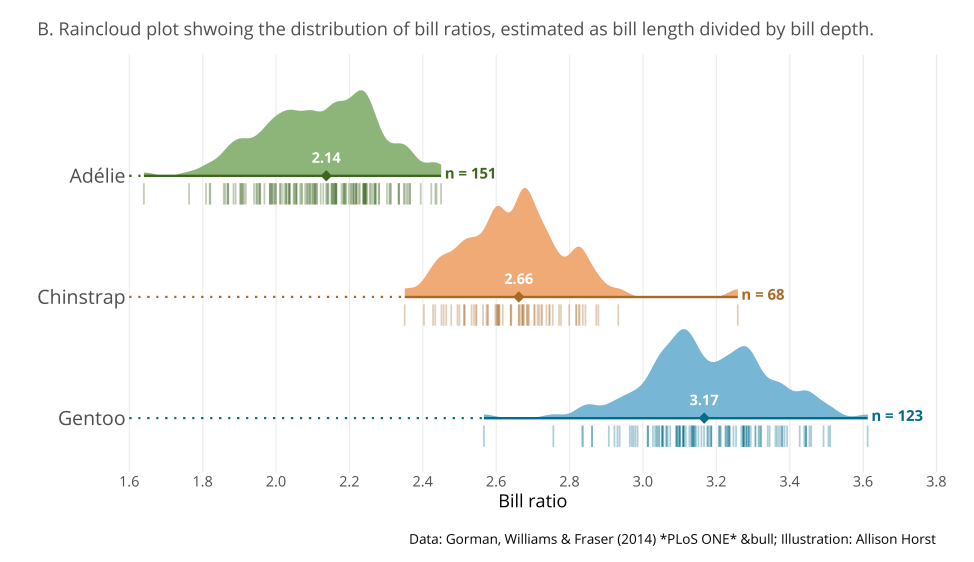 B. Raincloud plot shwoing the distribution of bill ratios, estimated as bill length divided by bill depth.
2.14
Adélie
n = 151
2.66
Chinstrap
n = 68
3.17
Gentoo
n = 123
1.6 1.8 2.0 2.2 2.4 2.6 2.8 3.0 3.2 3.4 3.6 3.8
Bill ratio
Data: Gorman, Williams & Fraser (2014) *PLoS ONE* &bull; Illustration: Allison Horst